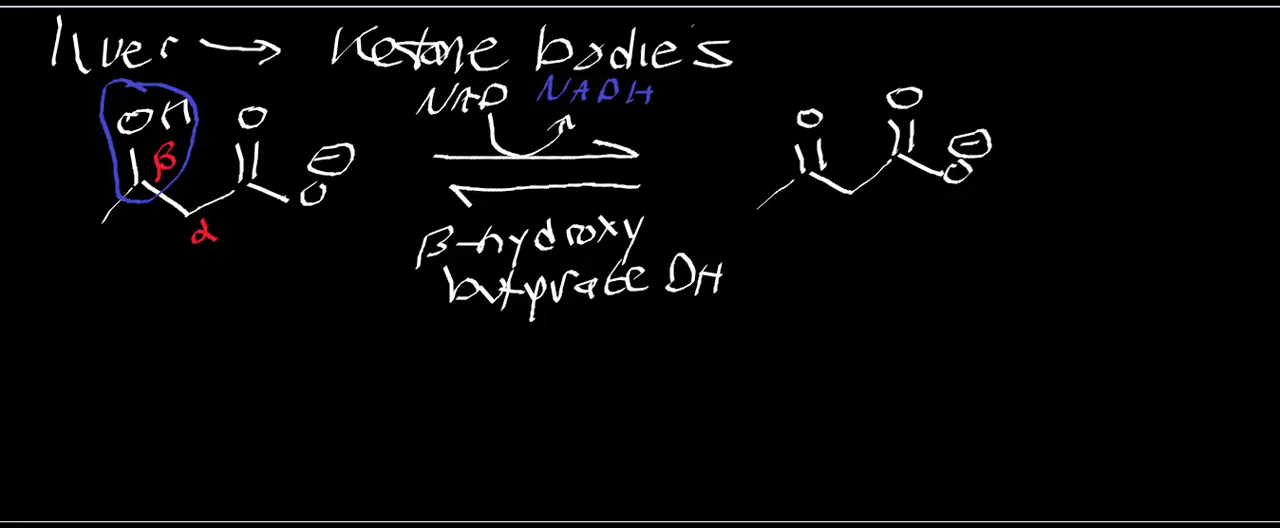 liver → Ketone bodies
NAD NADH
OH O O
β O⊖ O O⊖
α
β-hydroxy
butyrate DH